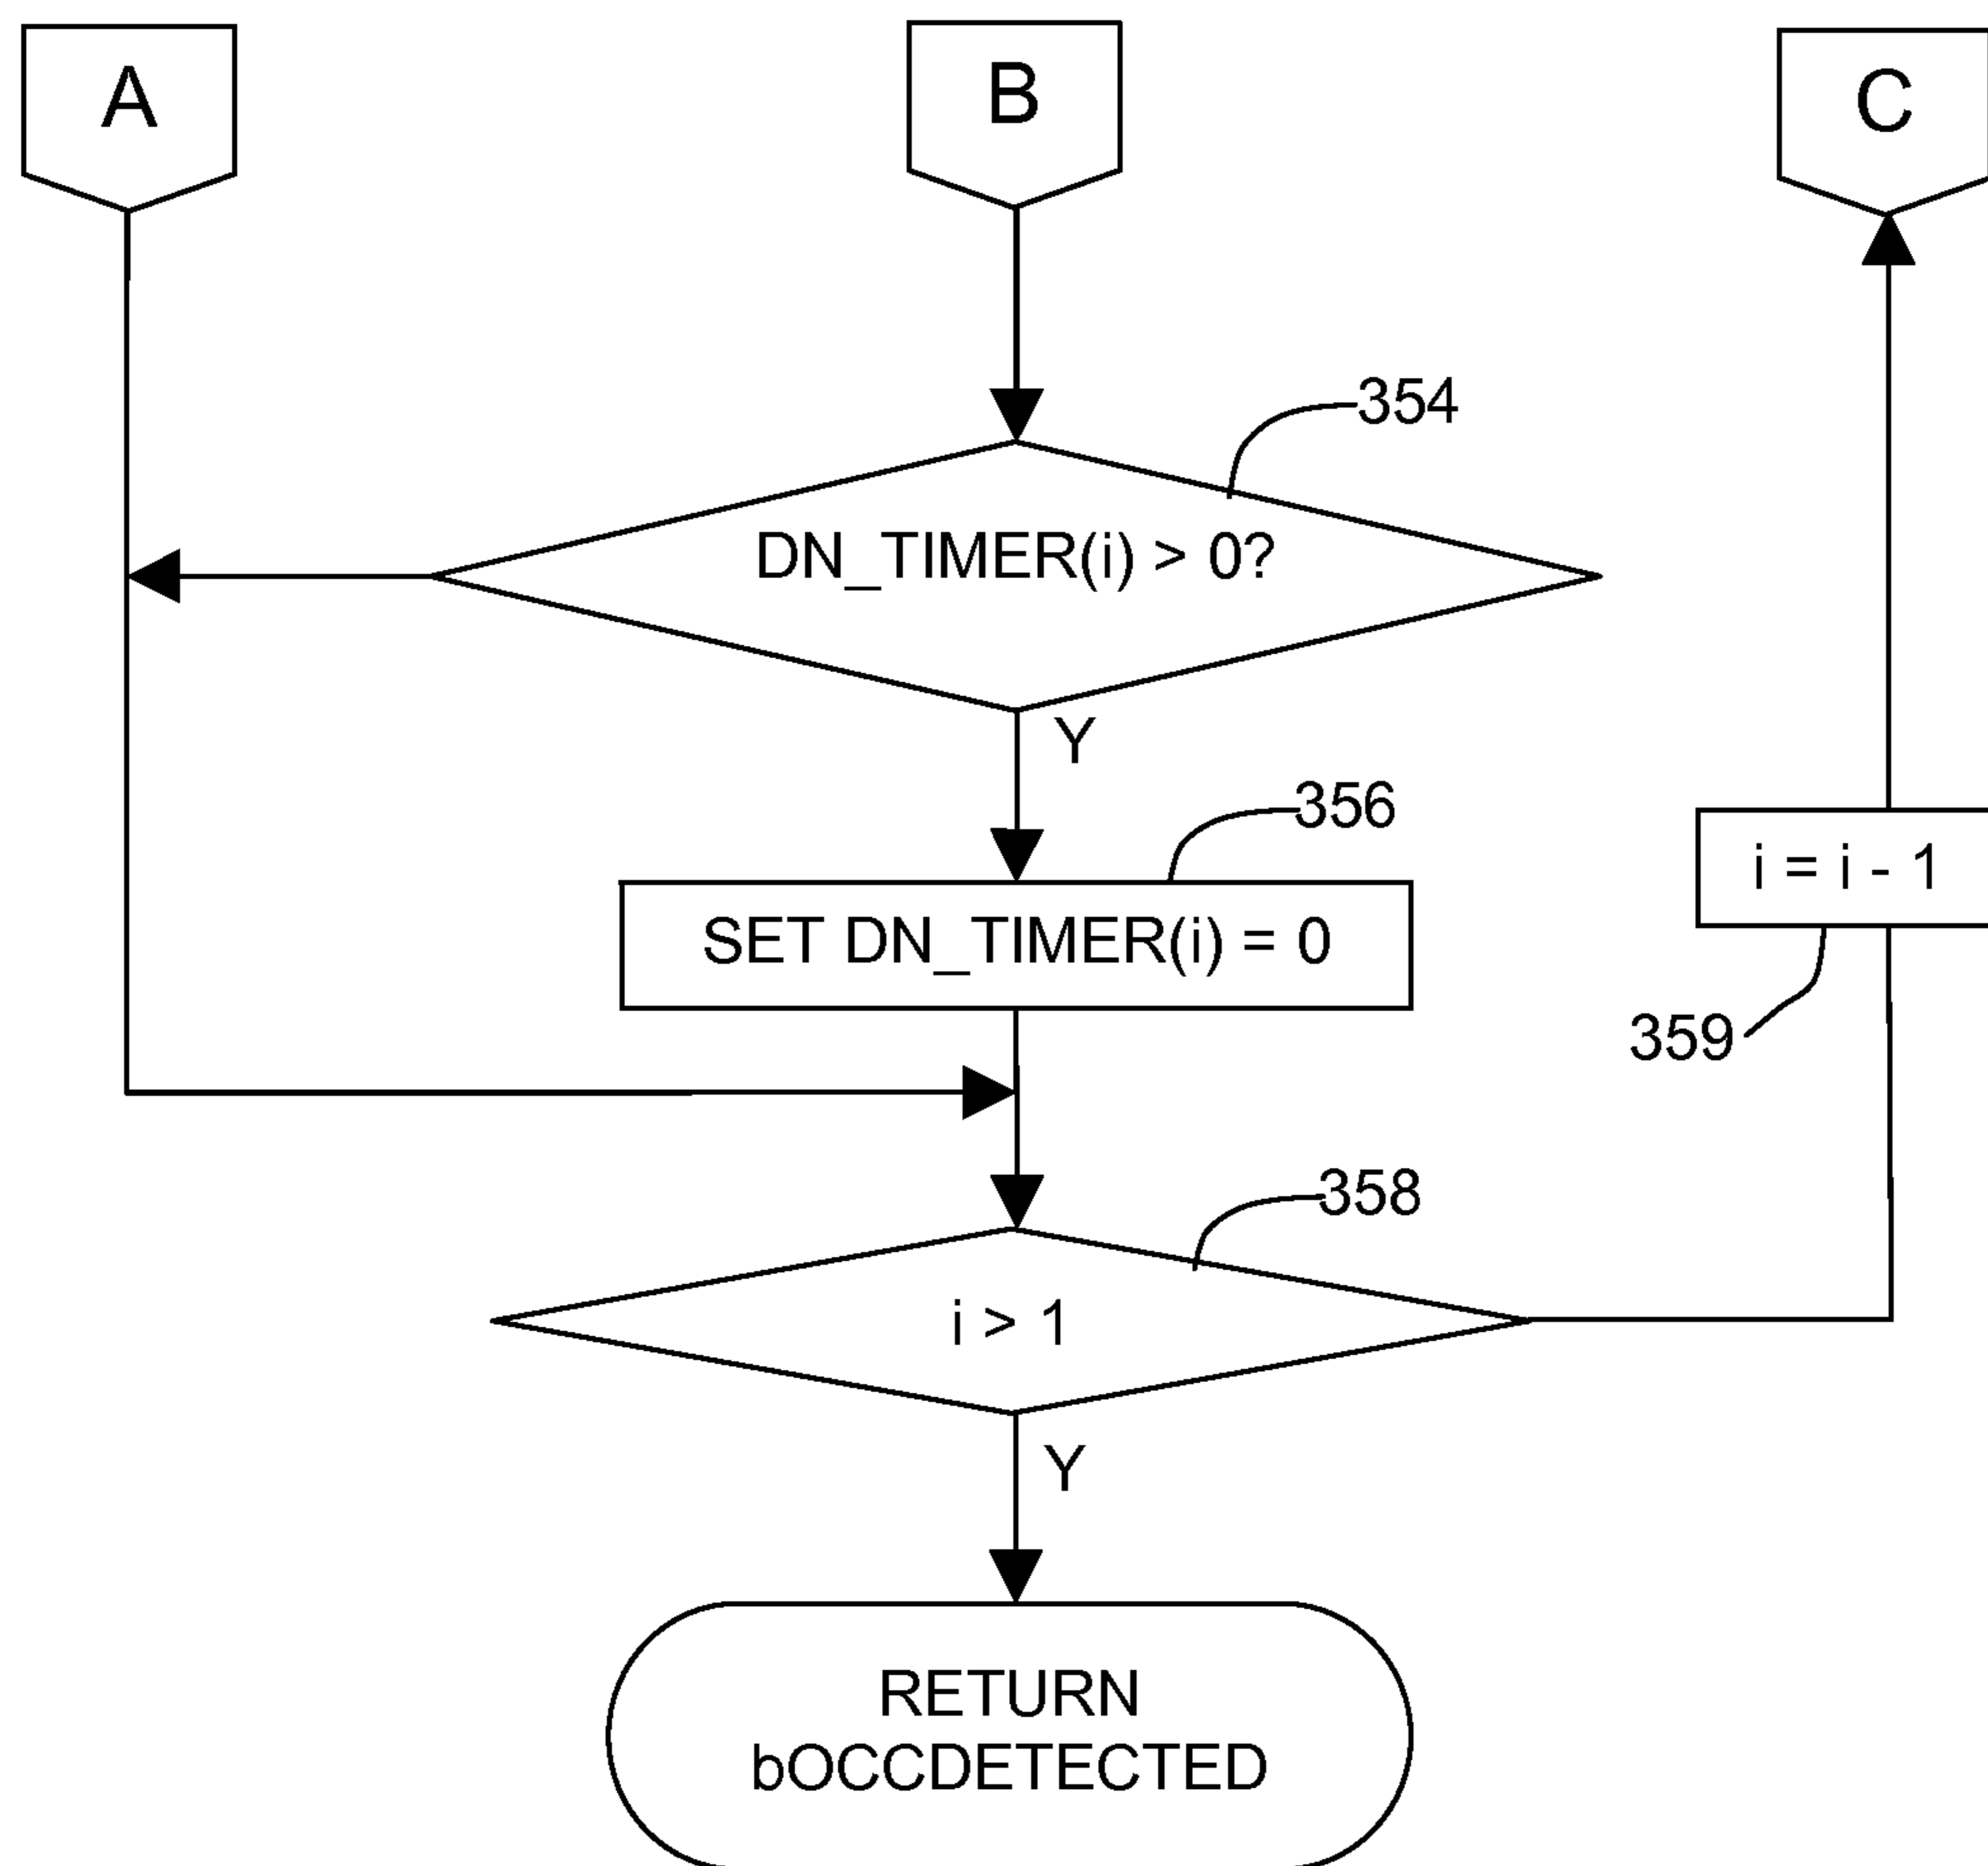 A
B
C
354
DN_TIMER(i) > 0?
Y
356
SET DN_TIMER(i) = 0
i = i - 1
359
358
i > 1
Y
RETURN
bOCCDETECTED